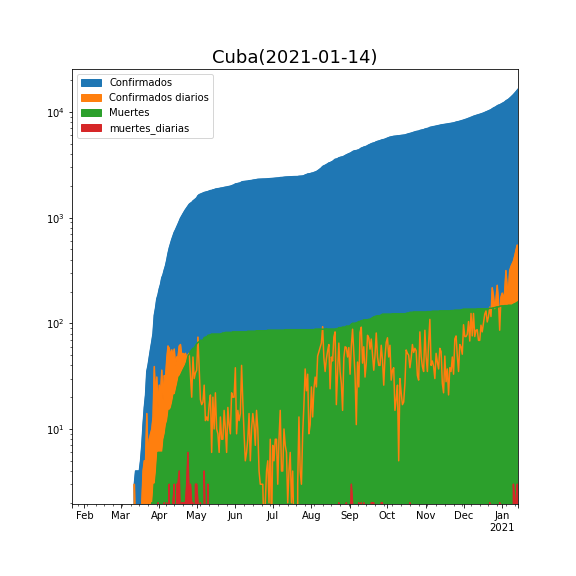 Cuba(2021-01-14)
Confirmados
Confirmados diarios
Muertes
muertes_diarias
10^4
10^3
10^2
10^1
Feb Mar Apr May Jun Jul Aug Sep Oct Nov Dec Jan
2021